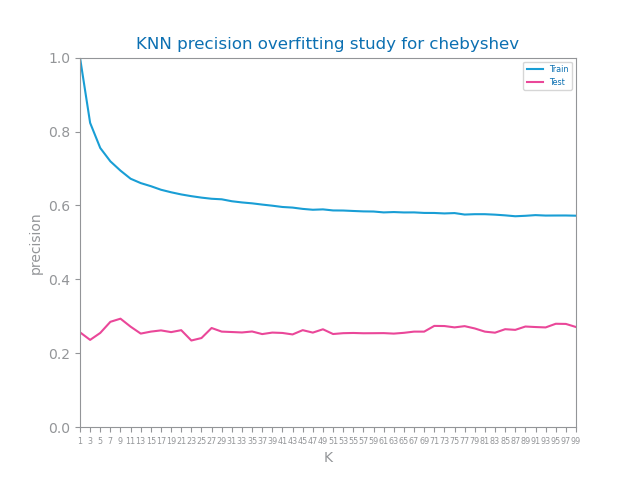 KNN precision overfitting study for chebyshev
Train
Test
1.0
0.8
0.6
0.4
0.2
0.0
precision
1 3 5 7 9 11 13 15 17 19 21 23 25 27 29 31 33 35 37 39 41 43 45 47 49 51 53 55 57 59 61 63 65 67 69 71 73 75 77 79 81 83 85 87 89 91 93 95 97 99
K